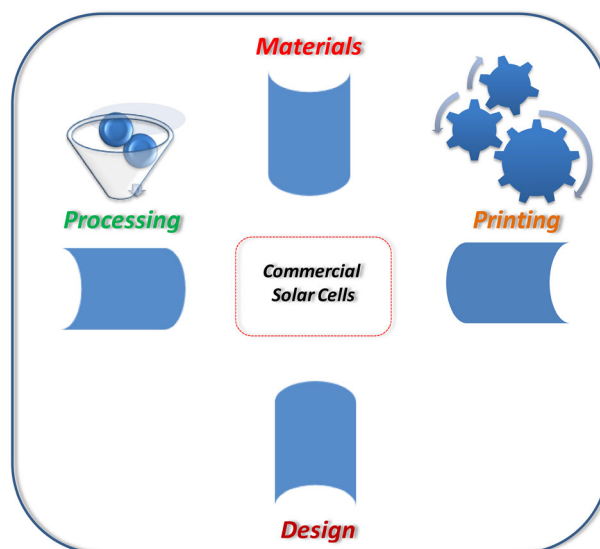 Materials
Processing
Printing
Commercial
Solar Cells
Design